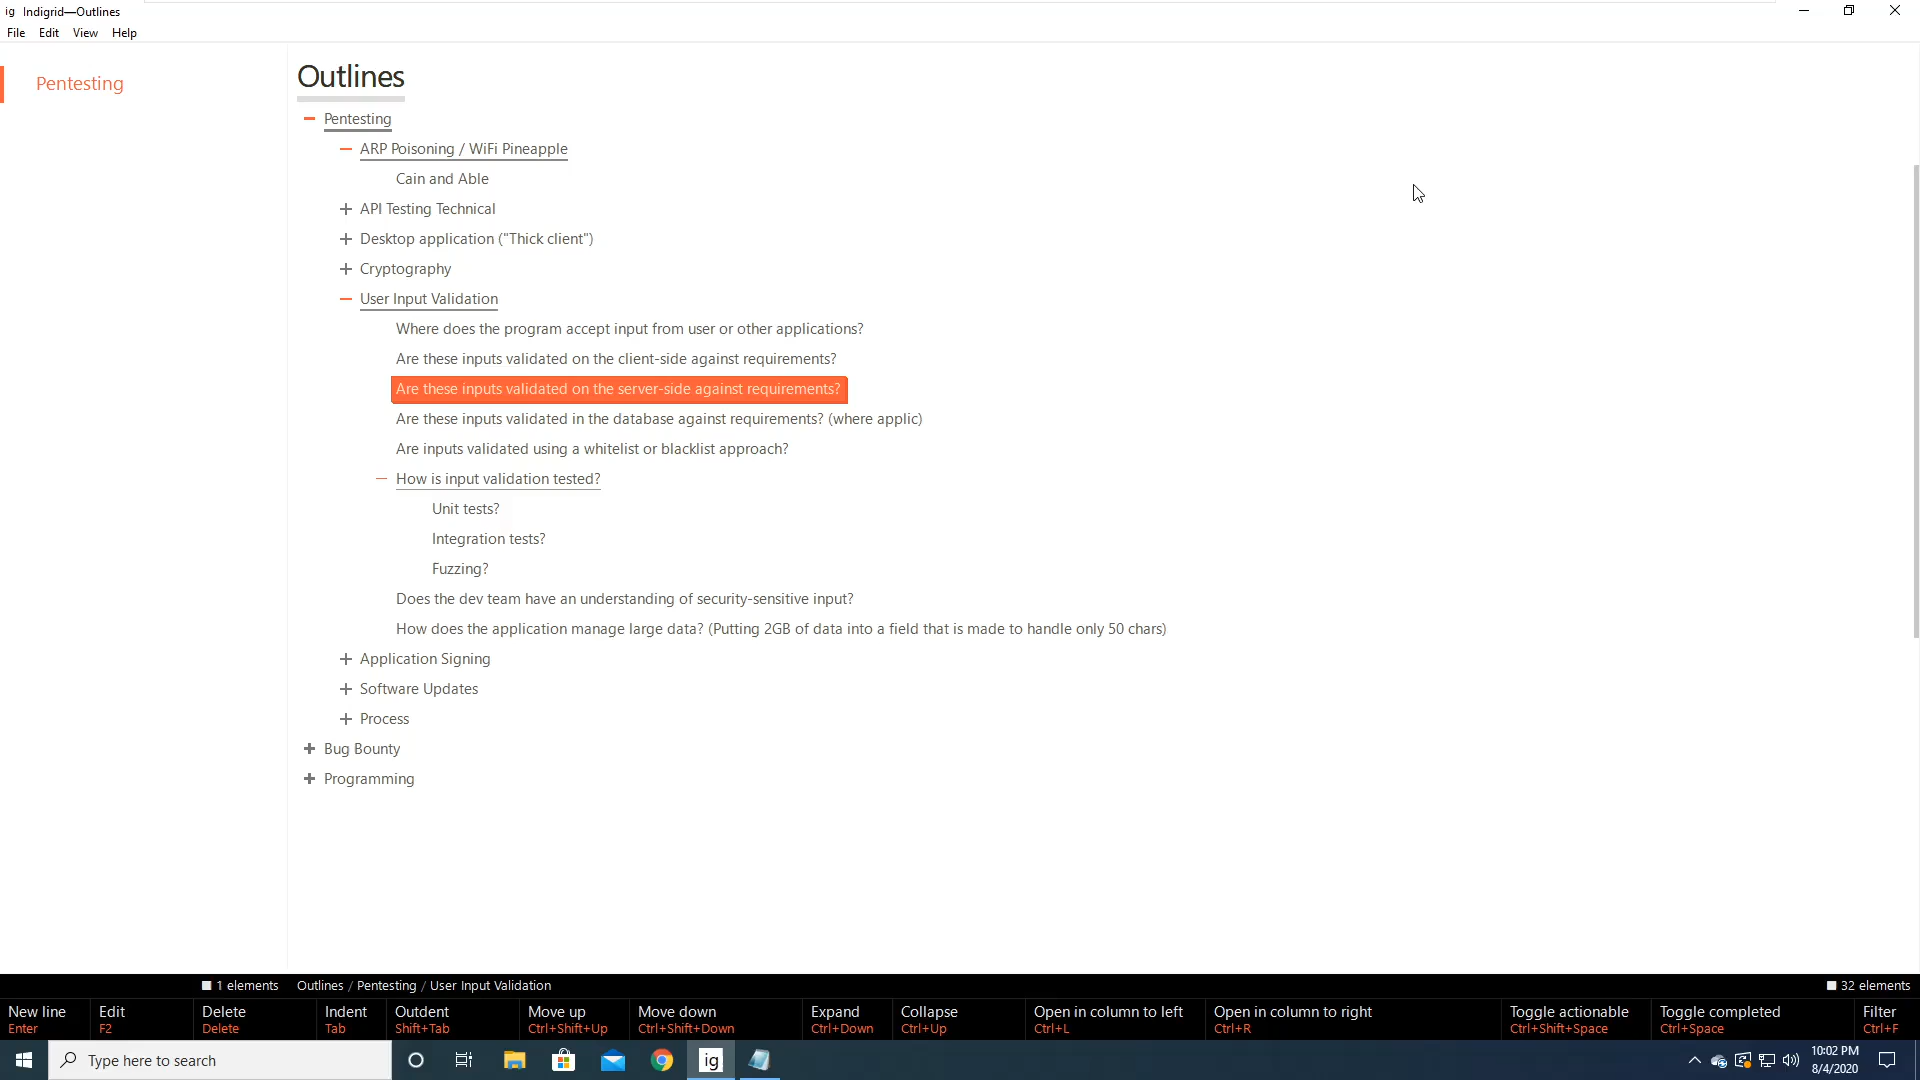 ig Indigrid—Outlines
File Edit View Help
Pentesting
Outlines
Pentesting
ARP Poisoning / WiFi Pineapple
Cain and Able
API Testing Technical
Desktop application ("Thick client")
Cryptography
User Input Validation
Where does the program accept input from user or other applications?
Are these inputs validated on the client-side against requirements?
Are these inputs validated on the server-side against requirements?
Are these inputs validated in the database against requirements? (where applic)
Are inputs validated using a whitelist or blacklist approach?
How is input validation tested?
Unit tests?
Integration tests?
Fuzzing?
Does the dev team have an understanding of security-sensitive input?
How does the application manage large data? (Putting 2GB of data into a field that is made to handle only 50 chars)
Application Signing
Software Updates
Process
Bug Bounty
Programming
1 elements Outlines / Pentesting / User Input Validation 32 elements
New line Edit Delete Indent Outdent Move up Move down Expand Collapse Open in column to left Open in column to right Toggle actionable Toggle completed Filter
Enter F2 Delete Tab Shift+Tab Ctrl+Shift+Up Ctrl+Shift+Down Ctrl+Down Ctrl+Up Ctrl+L Ctrl+R Ctrl+Shift+Space Ctrl+Space Ctrl+F
Type here to search ig 10:02 PM
8/4/2020